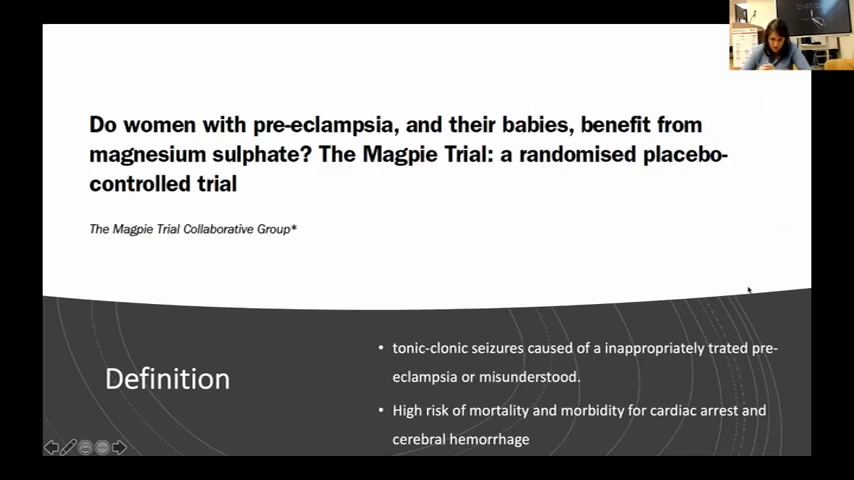 Do women with pre-eclampsia, and their babies, benefit from
magnesium sulphate? The Magpie Trial: a randomised placebo-
controlled trial
The Magpie Trial Collaborative Group*
Definition
• tonic-clonic seizures caused of a inappropriately trated pre-
eclampsia or misunderstood.
• High risk of mortality and morbidity for cardiac arrest and
cerebral hemorrhage